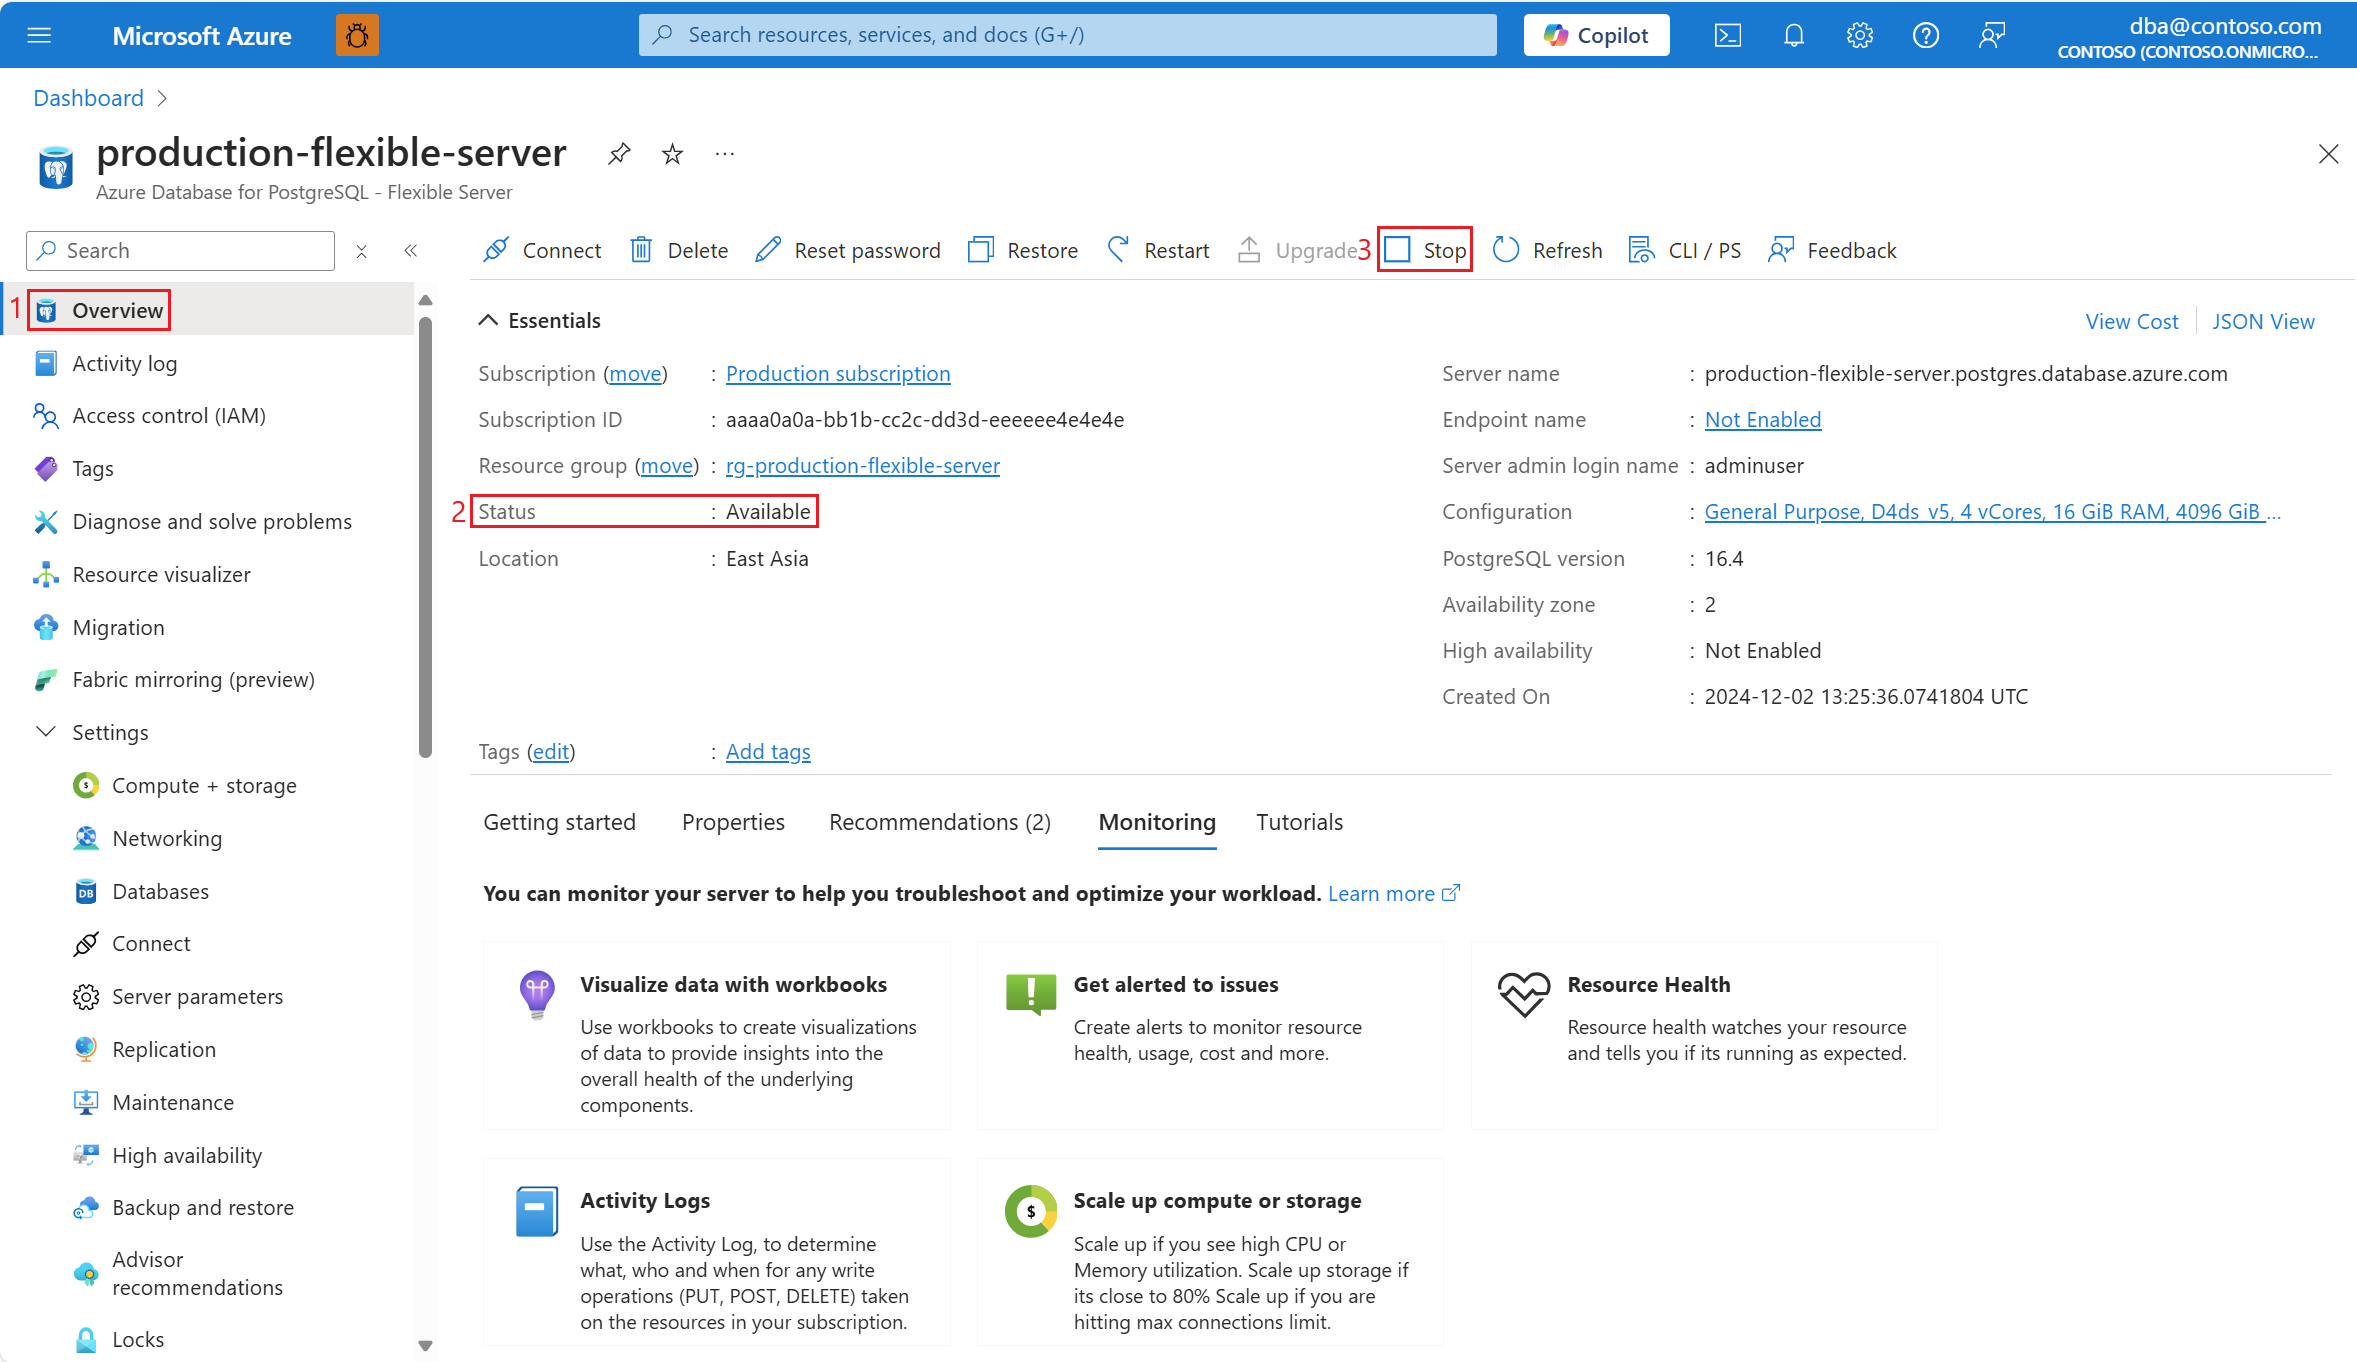 Microsoft Azure
Search resources, services, and docs (G+/)
Copilot
dba@contoso.com
CONTOSO (CONTOSO.ONMICRO...
Dashboard
production-flexible-server
Azure Database for PostgreSQL - Flexible Server
Search
Connect
Delete
Reset password
Restore
Restart
Upgrade
3
Stop
Refresh
CLI / PS
Feedback
1
Overview
Activity log
Access control (IAM)
Tags
Diagnose and solve problems
Resource visualizer
Migration
Fabric mirroring (preview)
Settings
Compute + storage
Networking
Databases
Connect
Server parameters
Replication
Maintenance
High availability
Backup and restore
Advisor
recommendations
Locks
Essentials
View Cost
JSON View
Subscription (move) : Production subscription
Subscription ID : aaaa0a0a-bb1b-cc2c-dd3d-eeeeee4e4e4e
Resource group (move) : rg-production-flexible-server
2
Status : Available
Location : East Asia
Server name : production-flexible-server.postgres.database.azure.com
Endpoint name : Not Enabled
Server admin login name : adminuser
Configuration : General Purpose, D4ds_v5, 4 vCores, 16 GiB RAM, 4096 GiB ...
PostgreSQL version : 16.4
Availability zone : 2
High availability : Not Enabled
Created On : 2024-12-02 13:25:36.0741804 UTC
Tags (edit) : Add tags
Getting started
Properties
Recommendations (2)
Monitoring
Tutorials
You can monitor your server to help you troubleshoot and optimize your workload. Learn more
Visualize data with workbooks
Use workbooks to create visualizations
of data to provide insights into the
overall health of the underlying
components.
Get alerted to issues
Create alerts to monitor resource
health, usage, cost and more.
Resource Health
Resource health watches your resource
and tells you if its running as expected.
Activity Logs
Use the Activity Log, to determine
what, who and when for any write
operations (PUT, POST, DELETE) taken
on the resources in your subscription.
Scale up compute or storage
Scale up if you see high CPU or
Memory utilization. Scale up storage if
its close to 80% Scale up if you are
hitting max connections limit.